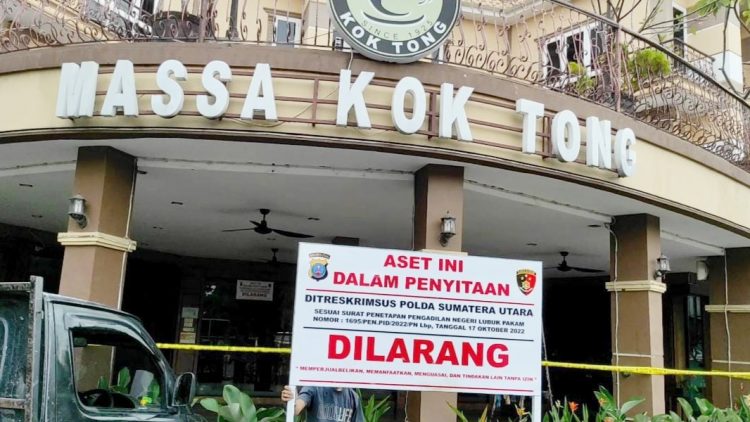 KOK TONG
SINCE 1925
MASSA KOK TONG
DILARANG
ASET INI
DALAM PENYITAAN
DITRESKRIMSUS POLDA SUMATERA UTARA
SESUAI SURAT PENETAPAN PENGADILAN NEGERI LUBUK PAKAM
NOMOR : 1695/PEN.PID/2022/PN Lbp, TANGGAL 17 OKTOBER 2022
DILARANG
" MEMPERJUALBELIKAN, MEMANFAATKAN, MENGUASAI, DAN TINDAKAN LAIN TANPA IZIN "